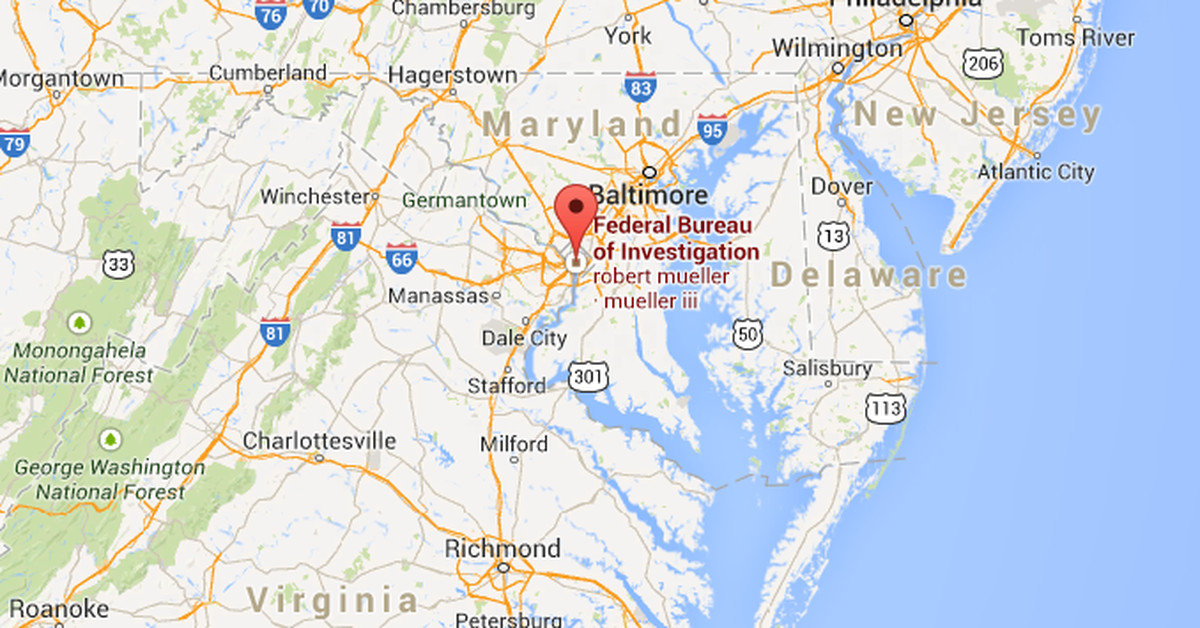 76
70
Chambersburg
York
Philadelphia
Toms River
Wilmington
206
Morgantown
Cumberland
Hagerstown
83
Maryland
95
New Jersey
79
Atlantic City
Winchester
Germantown
Baltimore
Dover
81
66
33
Federal Bureau
of Investigation
robert mueller
· mueller iii
13
Delaware
Manassas
81
Dale City
50
Monongahela
National Forest
Stafford
301
Salisbury
113
Charlottesville
Milford
George Washington
National Forest
Richmond
Virginia
Roanoke
Petersburg